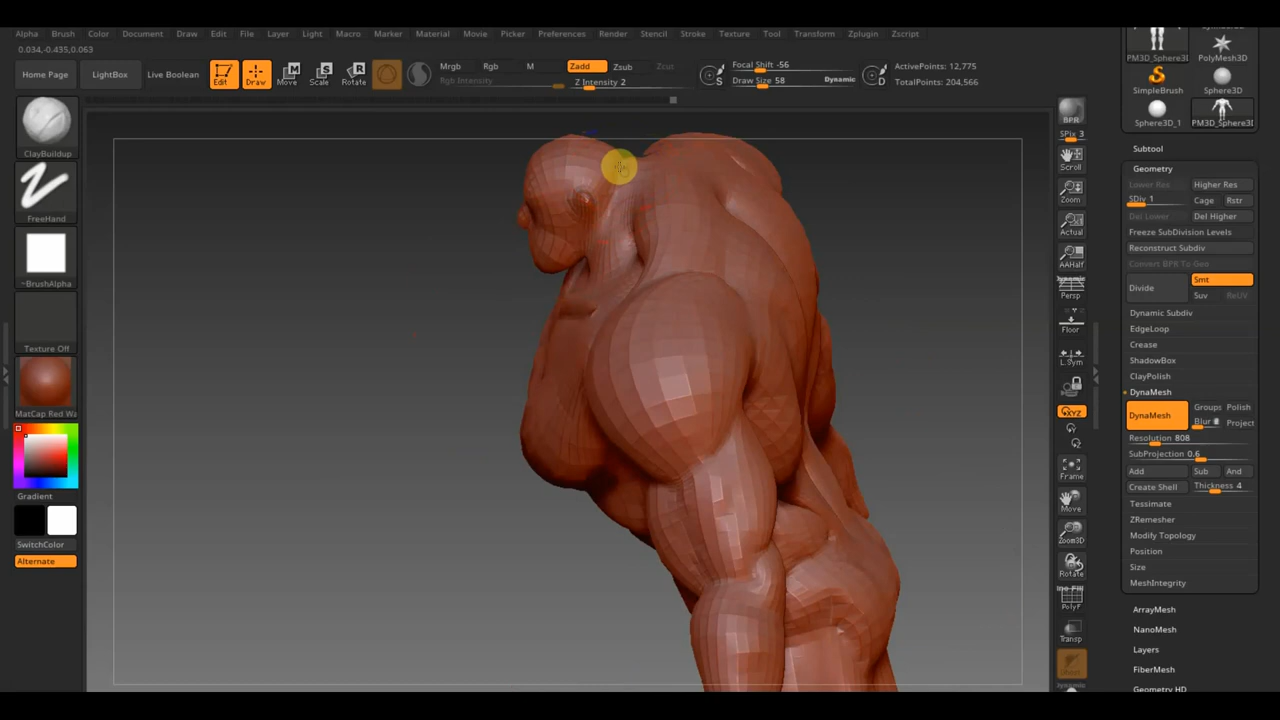 Alpha Brush Color Document Draw Edit File Layer Light Macro Marker Material Movie Picker Preferences Render Stencil Stroke Texture Tool Transform Zplugin Zscript
0.034,-0.435,0.063
Home Page LightBox Live Boolean Edit Draw Move Scale Rotate
Mrgb Rgb M Zadd Zsub Zcut
Rgb Intensity Z Intensity 2
Focal Shift -56
Draw Size 58 Dynamic
S D
ActivePoints: 12,775
TotalPoints: 204,566
ClayBuildup
FreeHand
~BrushAlpha
Texture Off
MatCap Red Wa
Gradient
SwitchColor
Alternate
BPR
SPix 3
Scroll
Zoom
Actual
AAHalf
Dynamic
Persp
Floor
L.Sym
XYZ
Frame
Move
Zoom3D
Rotate
PolyF
Transp
Dynamic
PM3D_Sphere3D PolyMesh3D
SimpleBrush Sphere3D
Sphere3D_1 PM3D_Sphere3D
Subtool
Geometry
Lower Res Higher Res
SDiv 1 Cage Rstr
Del Lower Del Higher
Freeze SubDivision Levels
Reconstruct Subdiv
Convert BPR To Geo
Divide Smt
Suv ReUV
Dynamic Subdiv
EdgeLoop
Crease
ShadowBox
ClayPolish
DynaMesh
DynaMesh Groups Polish
Blur Project
Resolution 808
SubProjection 0.6
Add Sub And
Create Shell Thickness 4
Tessimate
ZRemesher
Modify Topology
Position
Size
MeshIntegrity
ArrayMesh
NanoMesh
Layers
FiberMesh
Geometry HD